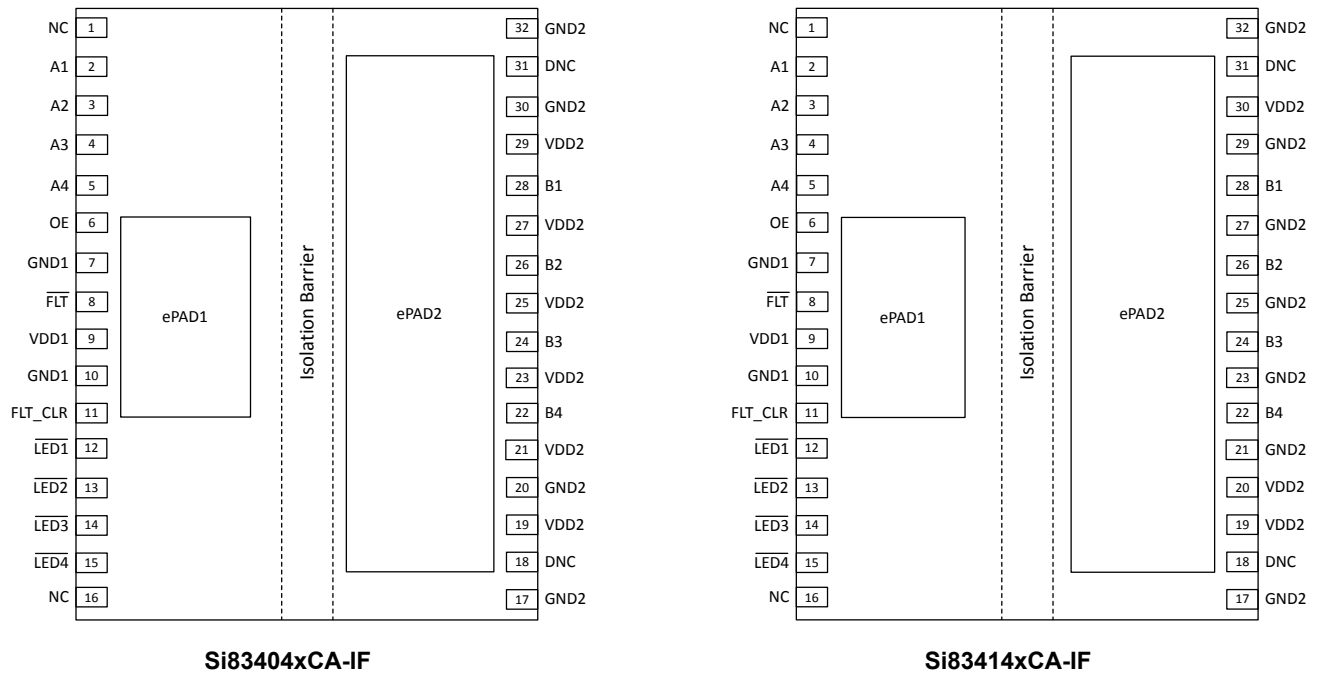 NC 1
A1 2
A2 3
A3 4
A4 5
OE 6
GND1 7
FLT 8
VDD1 9
GND1 10
FLT_CLR 11
LED1 12
LED2 13
LED3 14
LED4 15
NC 16
ePAD1
Isolation Barrier
ePAD2
32 GND2
31 DNC
30 GND2
29 VDD2
28 B1
27 VDD2
26 B2
25 VDD2
24 B3
23 VDD2
22 B4
21 VDD2
20 GND2
19 VDD2
18 DNC
17 GND2
Si83404xCA-IF
NC 1
A1 2
A2 3
A3 4
A4 5
OE 6
GND1 7
FLT 8
VDD1 9
GND1 10
FLT_CLR 11
LED1 12
LED2 13
LED3 14
LED4 15
NC 16
ePAD1
Isolation Barrier
ePAD2
32 GND2
31 DNC
30 VDD2
29 GND2
28 B1
27 GND2
26 B2
25 GND2
24 B3
23 GND2
22 B4
21 GND2
20 VDD2
19 VDD2
18 DNC
17 GND2
Si83414xCA-IF